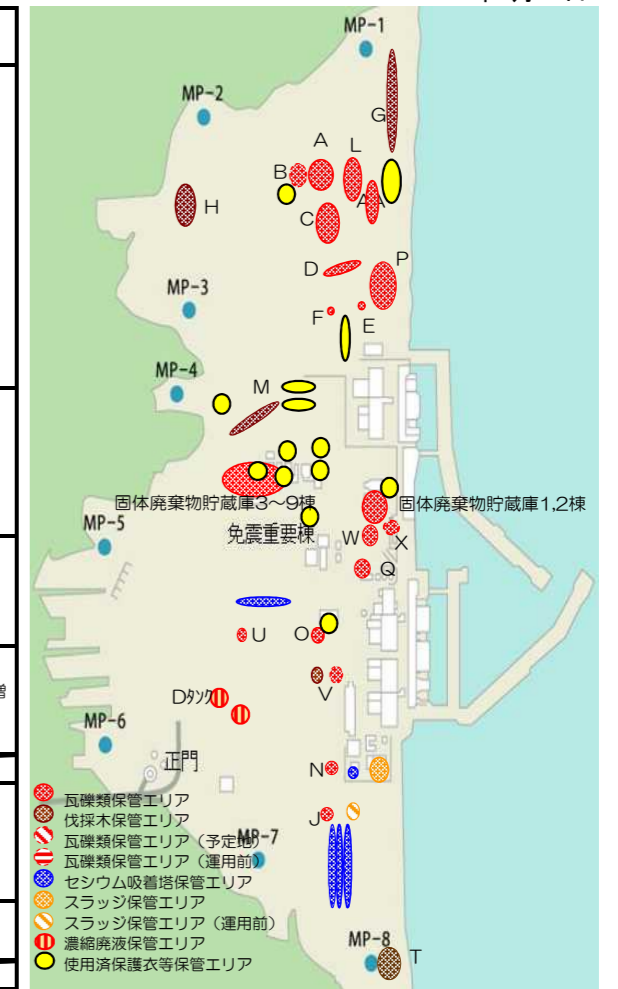 MP-1
G
MP-2
A
L
B
AA
H
C
D
P
MP-3
F
E
MP-4
M
固体廃棄物貯蔵庫3~9棟
固体廃棄物貯蔵庫1,2棟
MP-5
免震重要棟
W
X
Q
U
O
V
Dタンク
MP-6
正門
N
J
瓦礫類保管エリア
伐採木保管エリア
瓦礫類保管エリア(予定地)
瓦礫類保管エリア(運用前)
MP-7
セシウム吸着塔保管エリア
スラッジ保管エリア
スラッジ保管エリア(運用前)
濃縮廃液保管エリア
使用済保護衣等保管エリア
MP-8
T